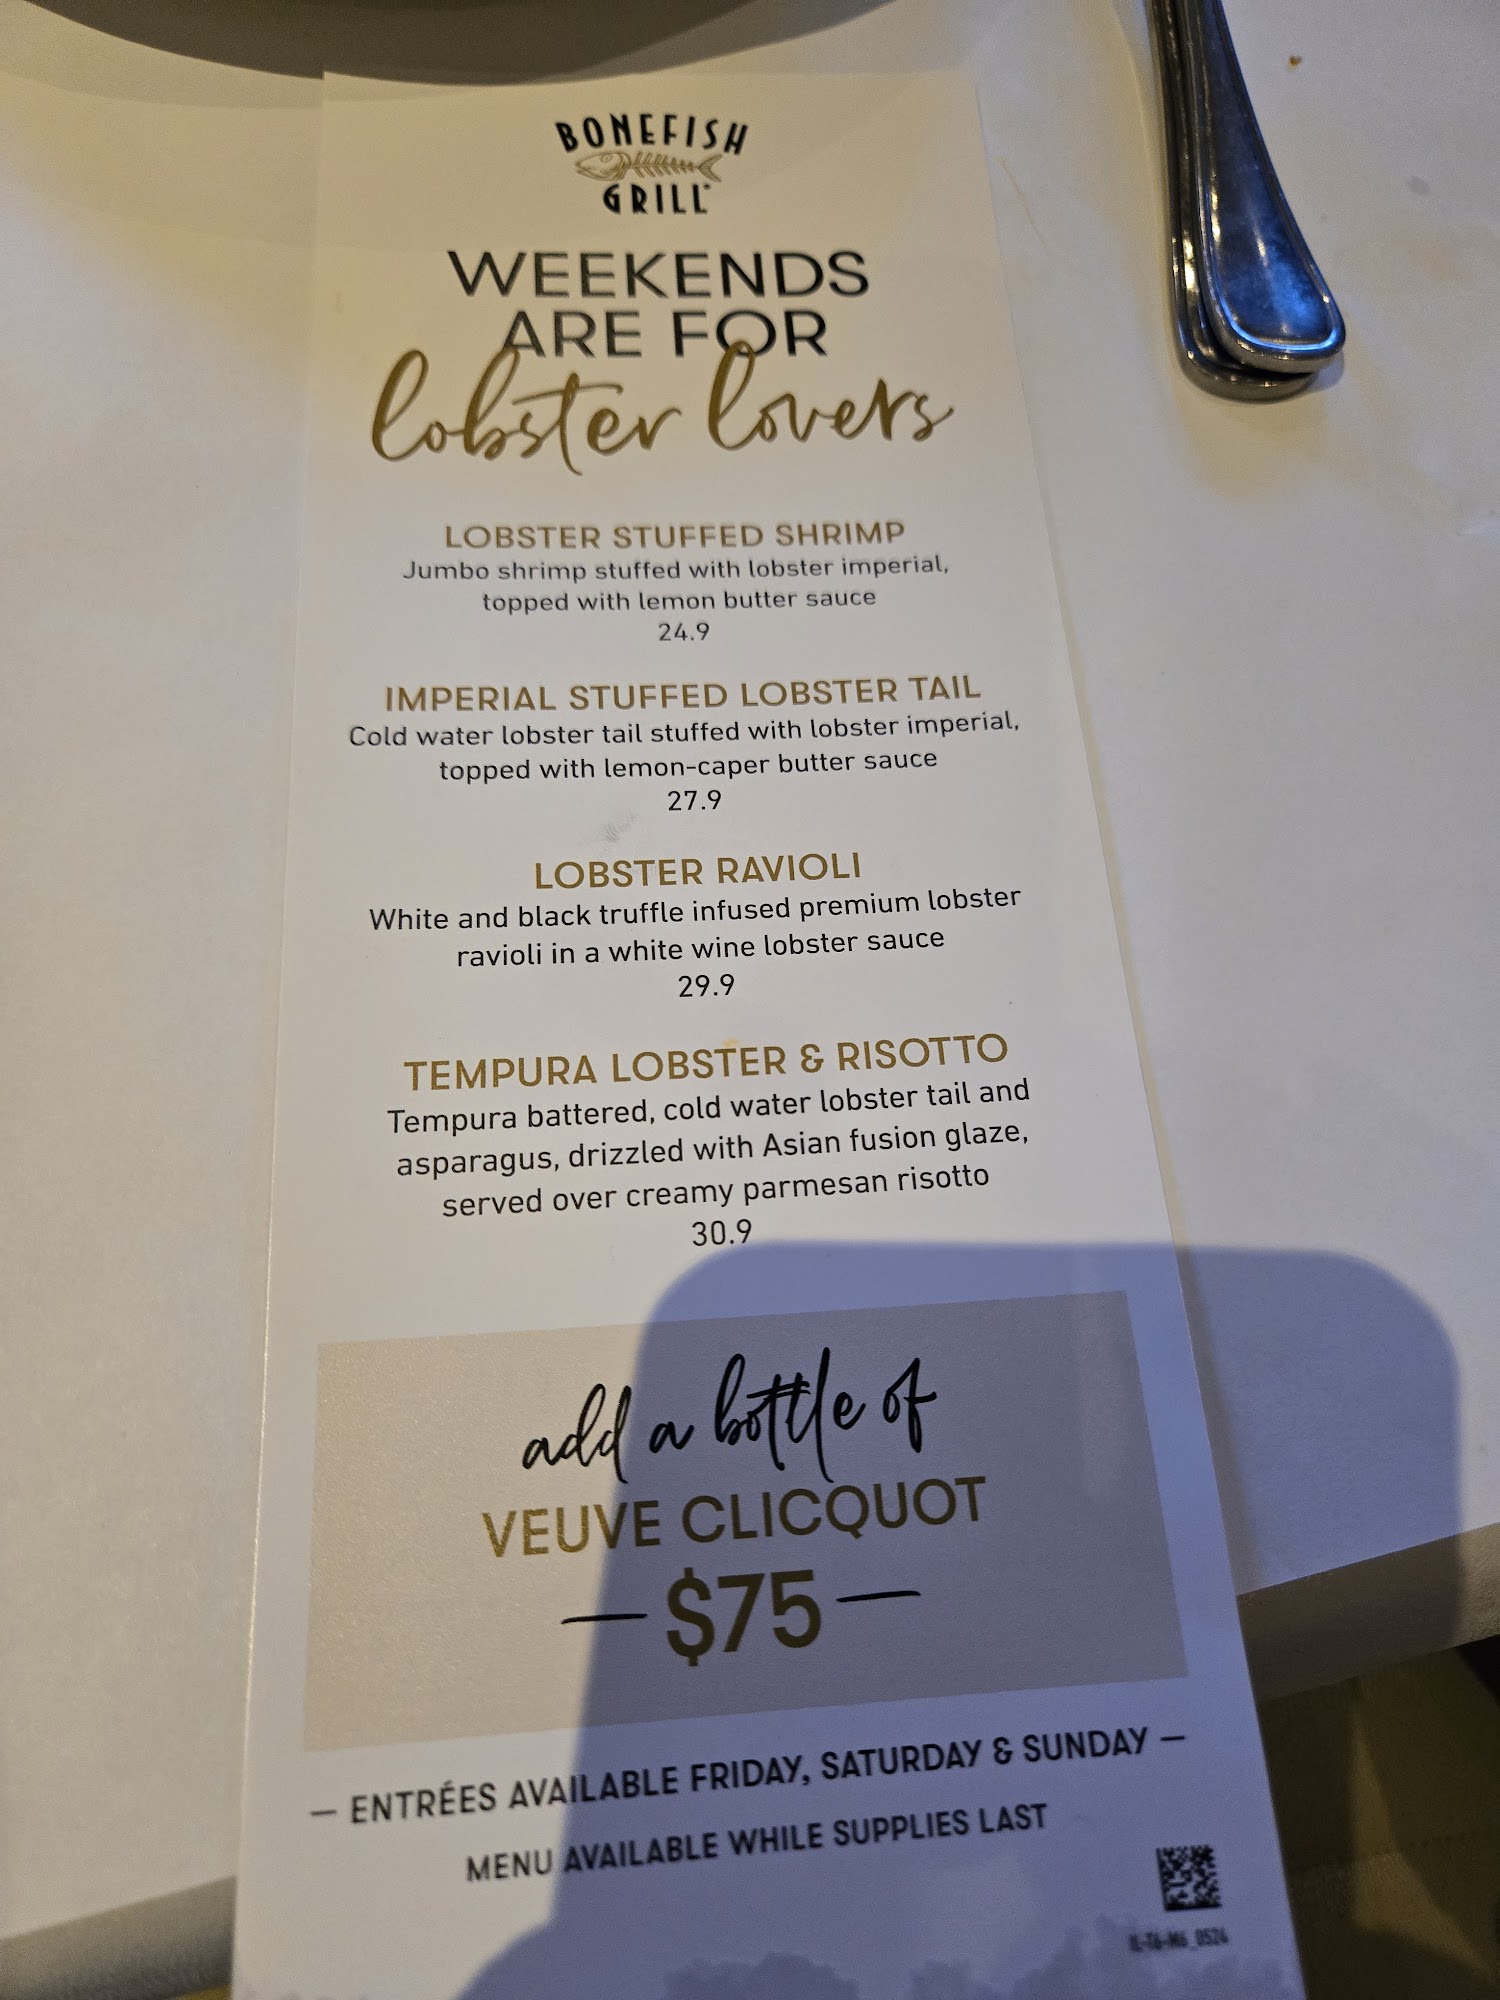 BONEFISH
GRILL
WEEKENDS
ARE FOR
lobster lovers
LOBSTER STUFFED SHRIMP
Jumbo shrimp stuffed with lobster imperial,
topped with lemon butter sauce
24.9
IMPERIAL STUFFED LOBSTER TAIL
Cold water lobster tail stuffed with lobster imperial,
topped with lemon-caper butter sauce
27.9
LOBSTER RAVIOLI
White and black truffle infused premium lobster
ravioli in a white wine lobster sauce
29.9
TEMPURA LOBSTER & RISOTTO
Tempura battered, cold water lobster tail and
asparagus, drizzled with Asian fusion glaze,
served over creamy parmesan risotto
30.9
add a bottle of
VEUVE CLICQUOT
— $75 —
— ENTRÉES AVAILABLE FRIDAY, SATURDAY & SUNDAY —
MENU AVAILABLE WHILE SUPPLIES LAST